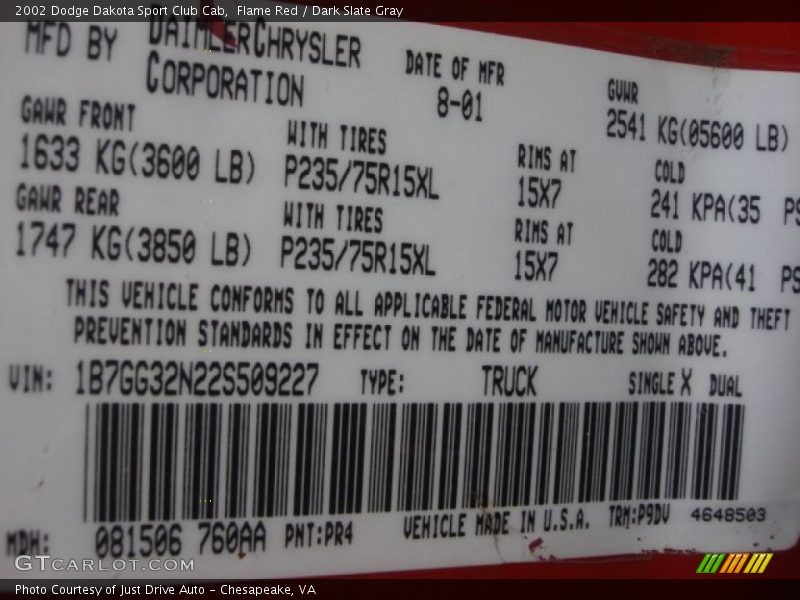 2002 Dodge Dakota Sport Club Cab,  Flame Red / Dark Slate Gray
MFD BY DAIMLERCHRYSLER CORPORATION
DATE OF MFR
8-01
GVWR
2541 KG(05600 LB)
GAWR FRONT
1633 KG(3600 LB)
WITH TIRES
P235/75R15XL
RIMS AT
15X7
COLD
241 KPA(35 PS
GAWR REAR
1747 KG(3850 LB)
WITH TIRES
P235/75R15XL
RIMS AT
15X7
COLD
282 KPA(41 PS
THIS VEHICLE CONFORMS TO ALL APPLICABLE FEDERAL MOTOR VEHICLE SAFETY AND THEFT
PREVENTION STANDARDS IN EFFECT ON THE DATE OF MANUFACTURE SHOWN ABOVE.
VIN: 1B7GG32N22S509227 TYPE: TRUCK SINGLE X DUAL
MDH: 081506 760AA PNT:PR4 VEHICLE MADE IN U.S.A. TRM:P9DV 4648503
GTCarlot.com
Photo Courtesy of Just Drive Auto - Chesapeake, VA